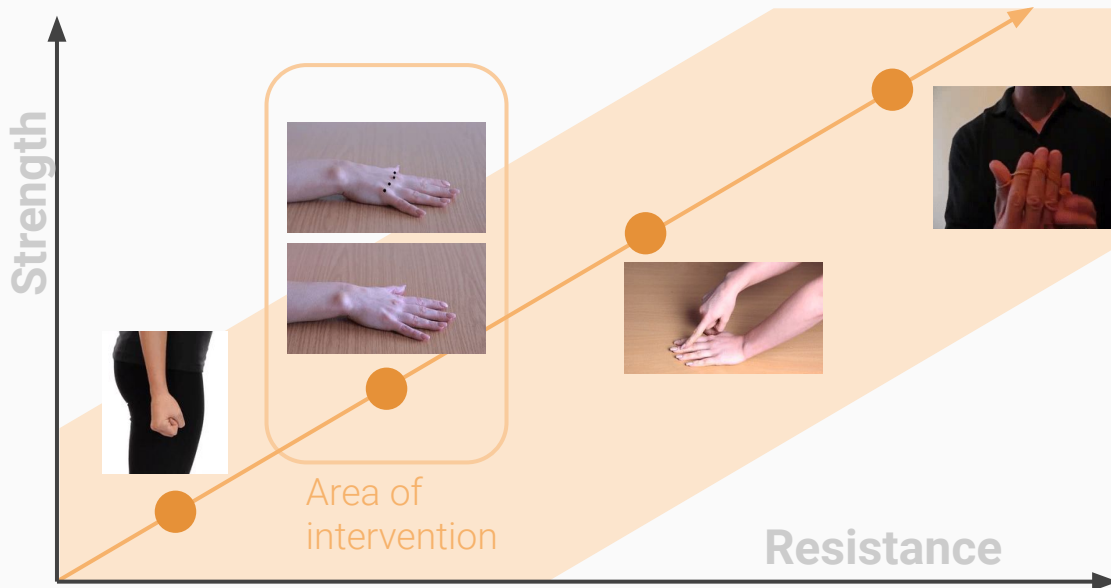 Strength
Area of
intervention
Resistance